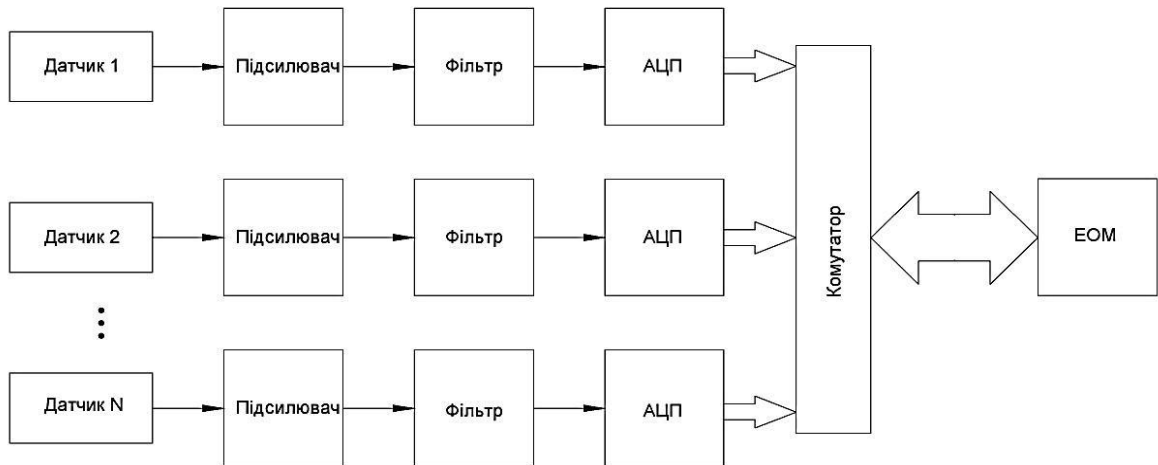 Датчик 1
Підсилювач
Фільтр
АЦП
Датчик 2
Підсилювач
Фільтр
АЦП
Комутатор
ЕОМ
Датчик N
Підсилювач
Фільтр
АЦП